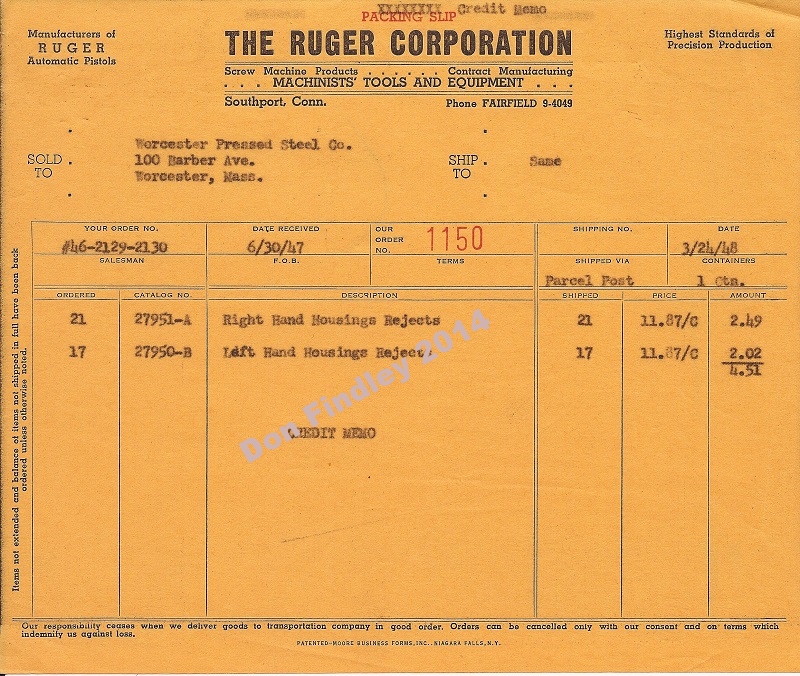 XXXXXXXX Credit Memo
PACKING SLIP
Manufacturers of
RUGER
Automatic Pistols
THE RUGER CORPORATION
Highest Standards of
Precision Production
Screw Machine Products . . . . . . Contract Manufacturing
. . . MACHINISTS' TOOLS AND EQUIPMENT . . .
Southport, Conn. Phone FAIRFIELD 9-4049
SOLD TO
Worcester Pressed Steel Co.
100 Barber Ave.
Worcester, Mass.
SHIP TO
Same
YOUR ORDER NO. DATE RECEIVED OUR ORDER NO. 1150 SHIPPING NO. DATE
#46-2129-2130 6/30/47 3/24/48
SALESMAN F.O.B. TERMS SHIPPED VIA CONTAINERS
Parcel Post 1 Ctn.
ORDERED CATALOG NO. DESCRIPTION SHIPPED PRICE AMOUNT
21 27951-A Right Hand Housings Rejects 21 11.87/C 2.49
17 27950-B Left Hand Housings Rejects 17 11.87/C 2.02
4.51
CREDIT MEMO
Don Findley 2014
Items not extended and balance of items not shipped in full have been back
ordered unless otherwise noted.
Our responsibility ceases when we deliver goods to transportation company in good order. Orders can be cancelled only with our consent and on terms which
indemnify us against loss.
PATENTED-MOORE BUSINESS FORMS, INC., NIAGARA FALLS, N.Y.